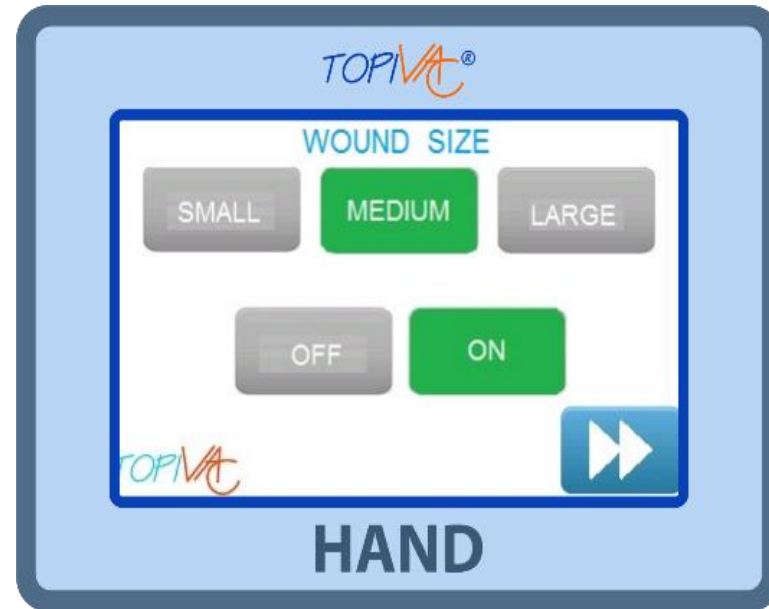 TOPIVAC®
WOUND SIZE
SMALL MEDIUM LARGE
OFF ON
TOPIVAC
HAND